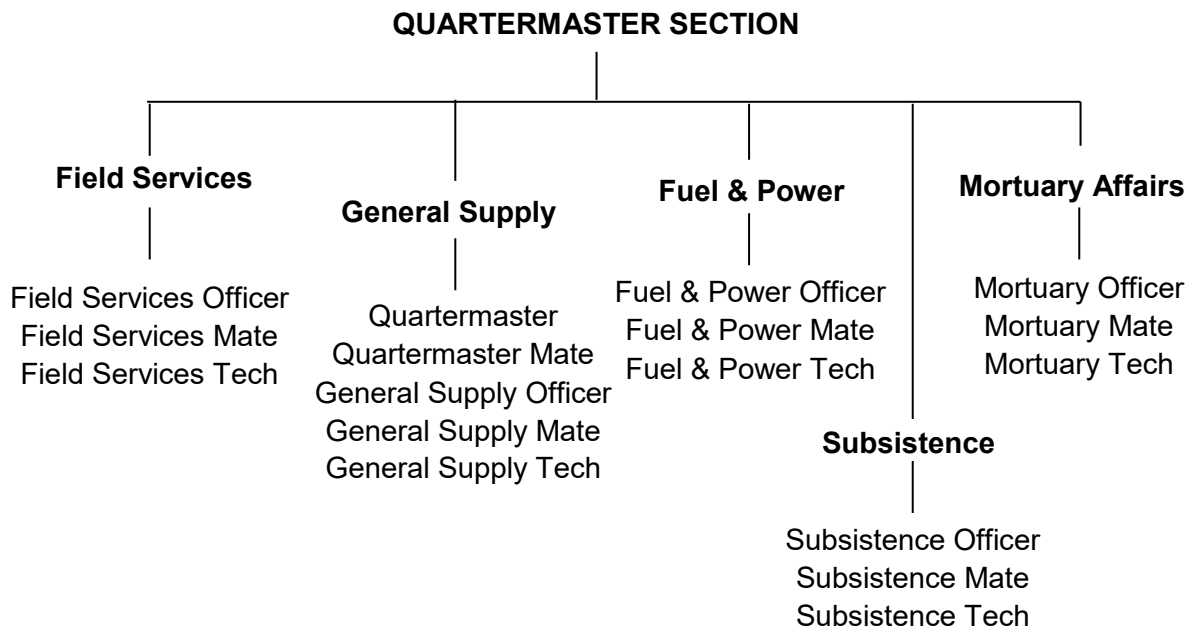 QUARTERMASTER SECTION
Field Services
Field Services Officer
Field Services Mate
Field Services Tech
General Supply
Quartermaster
Quartermaster Mate
General Supply Officer
General Supply Mate
General Supply Tech
Fuel & Power
Fuel & Power Officer
Fuel & Power Mate
Fuel & Power Tech
Subsistence
Subsistence Officer
Subsistence Mate
Subsistence Tech
Mortuary Affairs
Mortuary Officer
Mortuary Mate
Mortuary Tech